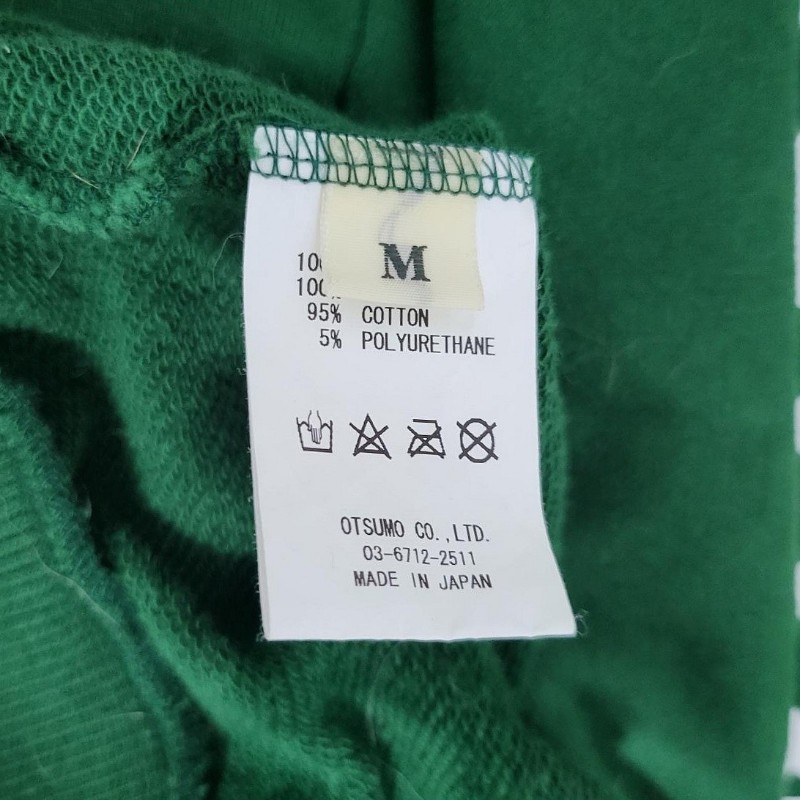 M
95% COTTON
5% POLYURETHANE
OTSUMO CO.,LTD.
03-6712-2511
MADE IN JAPAN